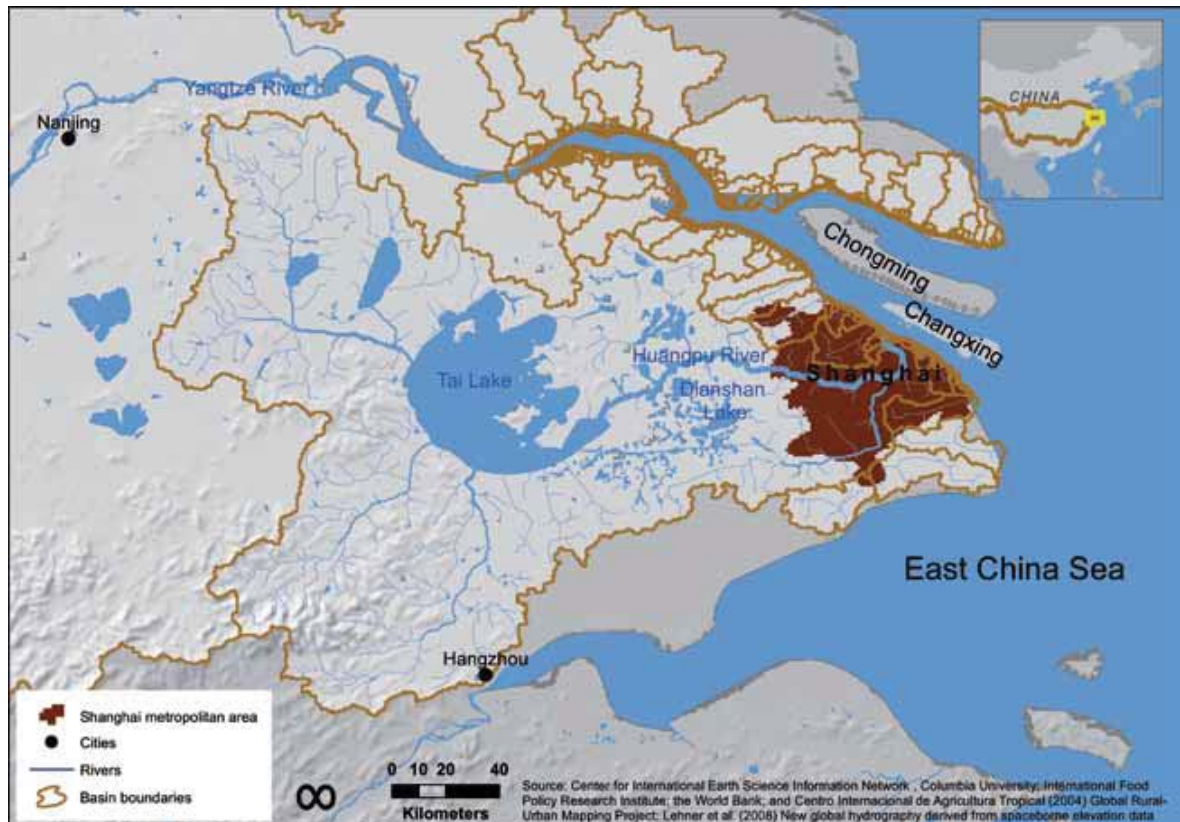 CHINA
Yangtze River
Nanjing
Chongming
Changxing
Huangpu River
Shanghai
Tai Lake
Dianshan
Lake
East China Sea
Hangzhou
Shanghai metropolitan area
Cities
Rivers
Basin boundaries
0 10 20 40
Kilometers
Source: Center for International Earth Science Information Network , Columbia University; International Food
Policy Research Institute; the World Bank; and Centro Internacional de Agricultura Tropical (2004) Global Rural-
Urban Mapping Project; Lehner et al. (2008) New global hydrography derived from spaceborne elevation data